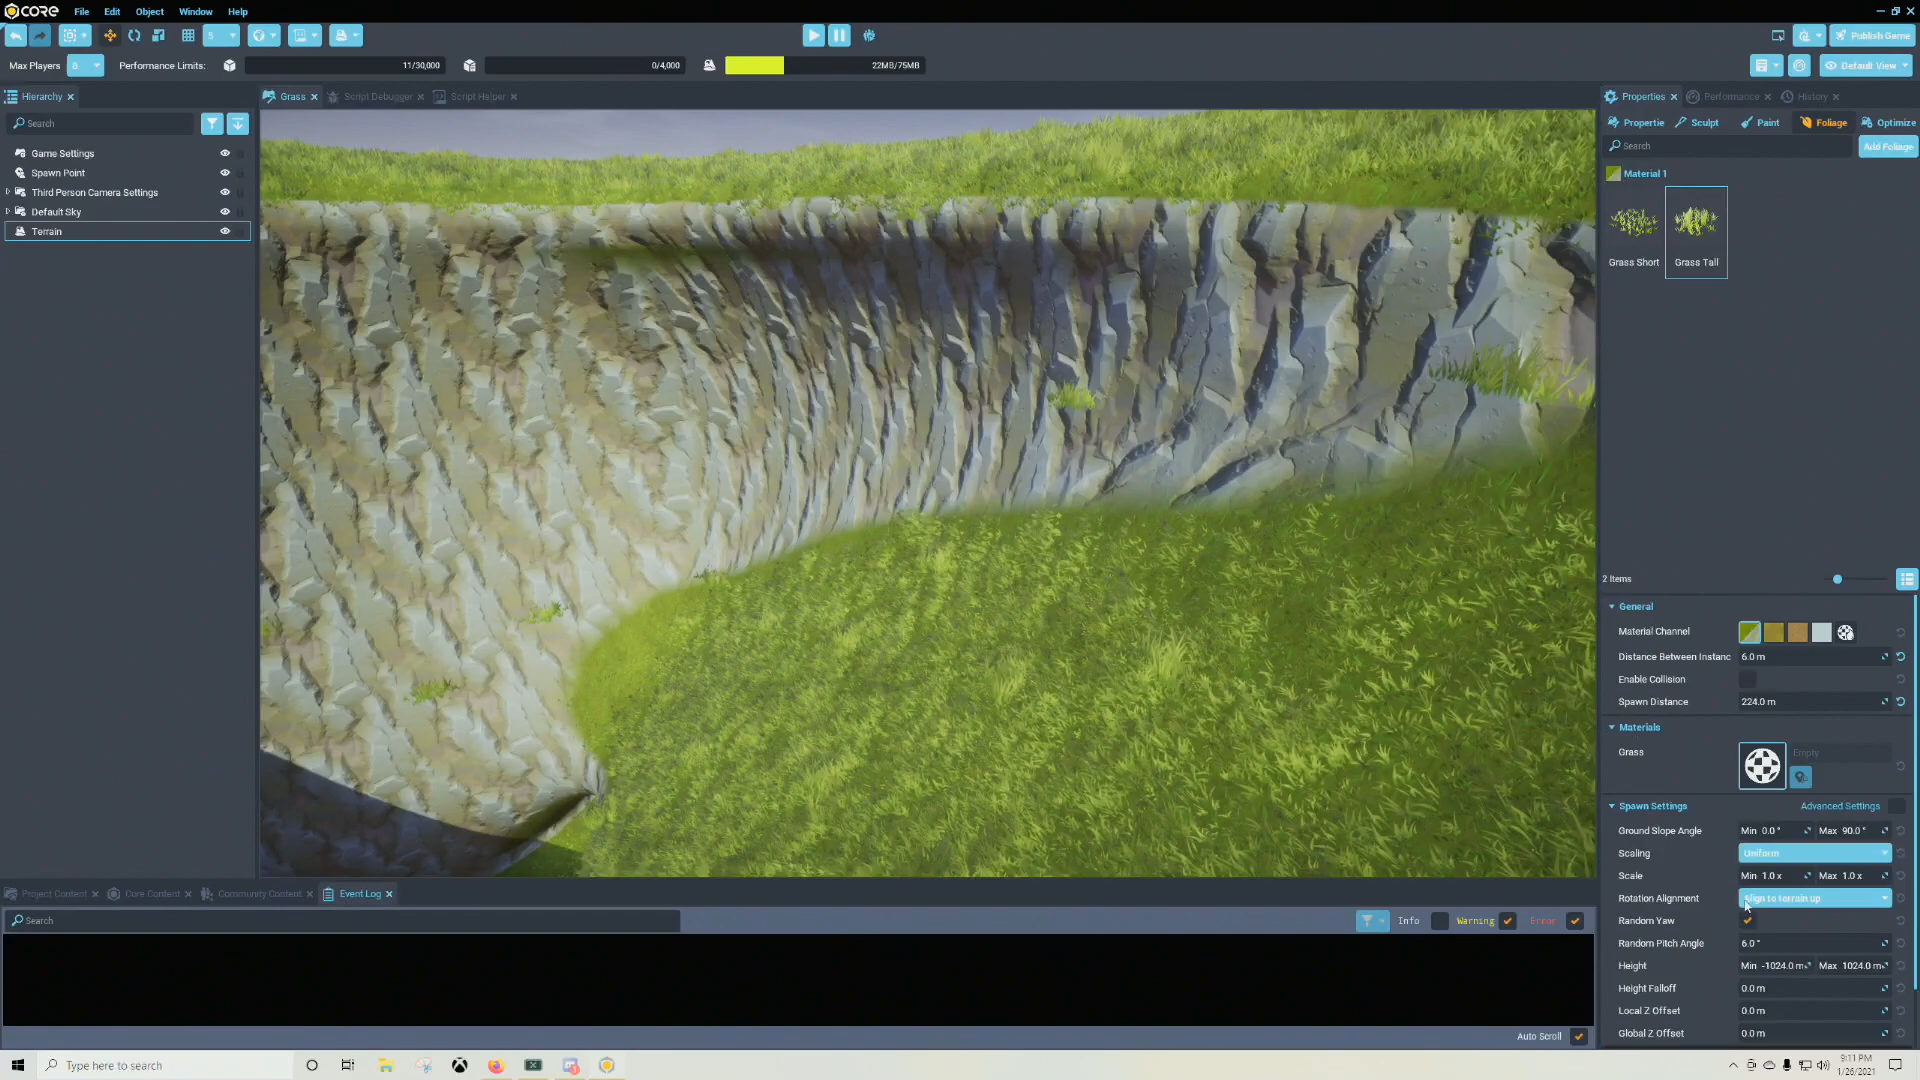 CORE File Edit Object Window Help
5
Publish Game
Max Players 8 Performance Limits: 11/30,000 0/4,000 22MB/75MB Default View
Hierarchy
Grass Script Debugger Script Helper
Properties Performance History
Search
Propertie Sculpt Paint Foliage Optimize
Search Add Foliage
Game Settings
Spawn Point
Third Person Camera Settings
Default Sky
Terrain
Material 1
Grass Short Grass Tall
2 Items
General
Material Channel
Distance Between Instanc 6.0 m
Enable Collision
Spawn Distance 224.0 m
Materials
Grass Empty
Spawn Settings Advanced Settings
Ground Slope Angle Min 0.0 ° Max 90.0 °
Scaling Uniform
Scale Min 1.0 x Max 1.0 x
Rotation Alignment Align to terrain up
Random Yaw
Random Pitch Angle 6.0 °
Height Min -1024.0 m Max 1024.0 m
Height Falloff 0.0 m
Local Z Offset 0.0 m
Global Z Offset 0.0 m
Project Content Core Content Community Content Event Log
Search Info Warning Error
Auto Scroll
Type here to search
9:11 PM
1/26/2021